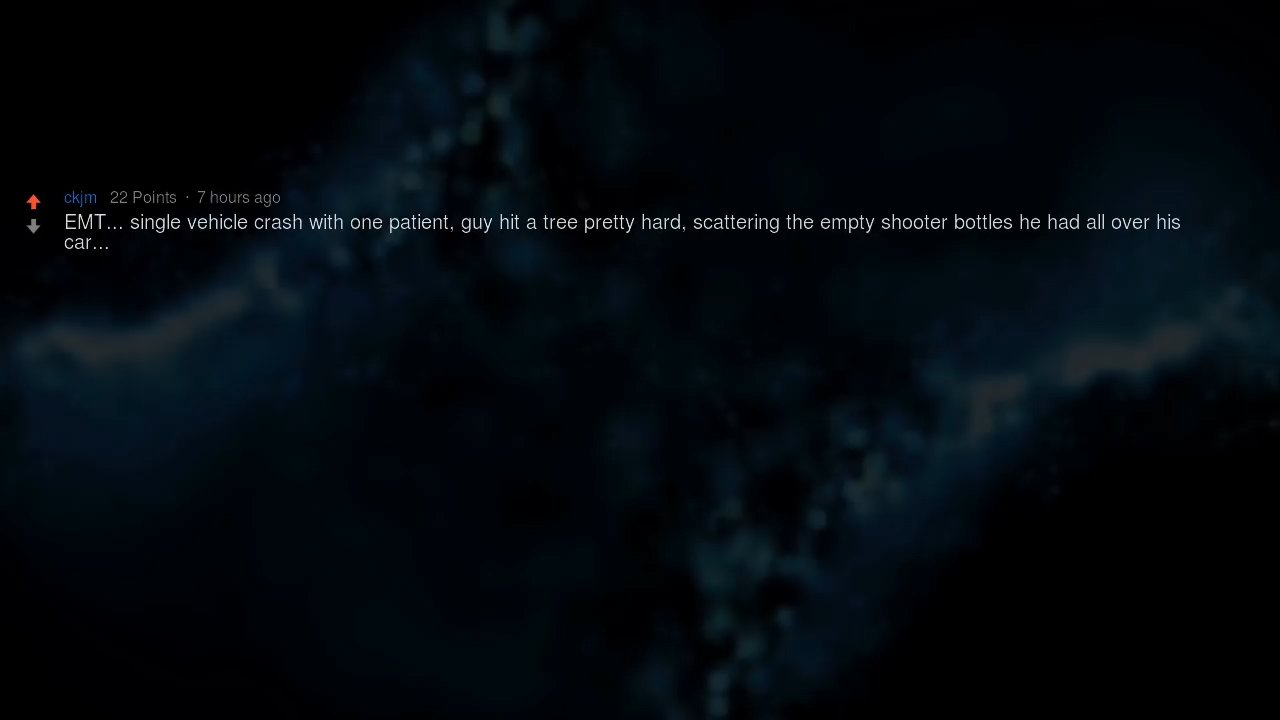 ckjm 22 Points · 7 hours ago
EMT... single vehicle crash with one patient, guy hit a tree pretty hard, scattering the empty shooter bottles he had all over his
car...